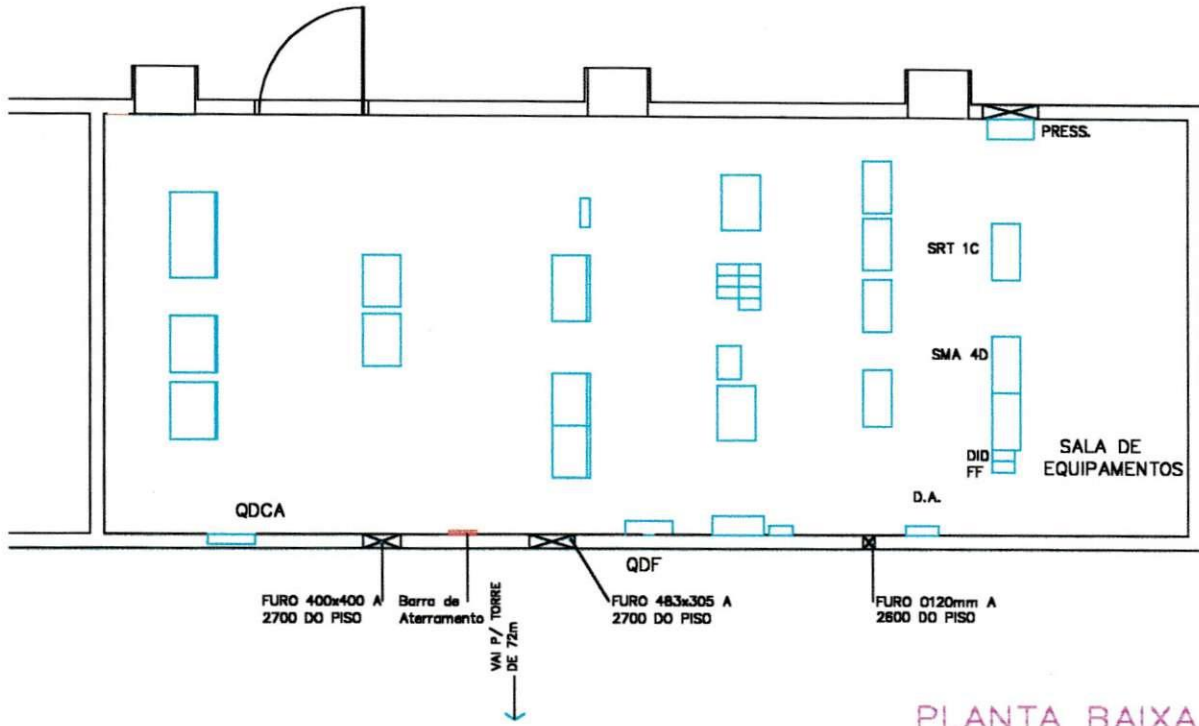 PRESS.
SRT 1C
SMA 4D
DID
FF
SALA DE
EQUIPAMENTOS
D.A.
QDCA
QDF
FURO 400x400 A
2700 DO PISO
Barra de
Aterramento
VAI P/ TORRE
DE 72m
FURO 483x305 A
2700 DO PISO
FURO O120mm A
2600 DO PISO
PLANTA BAIXA